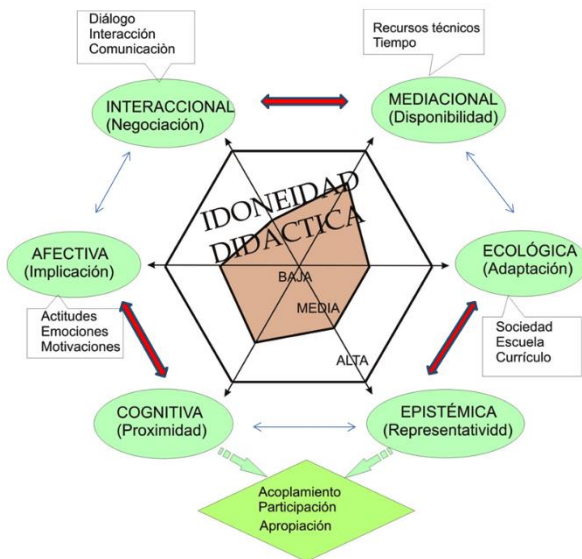 Diálogo
Interacción
Comunicaciòn
Recursos técnicos
Tiempo
INTERACCIONAL
(Negociación)
MEDIACIONAL
(Disponibilidad)
IDONEIDAD
DIDACTICA
AFECTIVA
(Implicación)
ECOLÓGICA
(Adaptación)
BAJA
MEDIA
ALTA
Actitudes
Emociones
Motivaciones
Sociedad
Escuela
Currículo
COGNITIVA
(Proximidad)
EPISTÉMICA
(Representatividd)
Acoplamiento
Participación
Apropiación